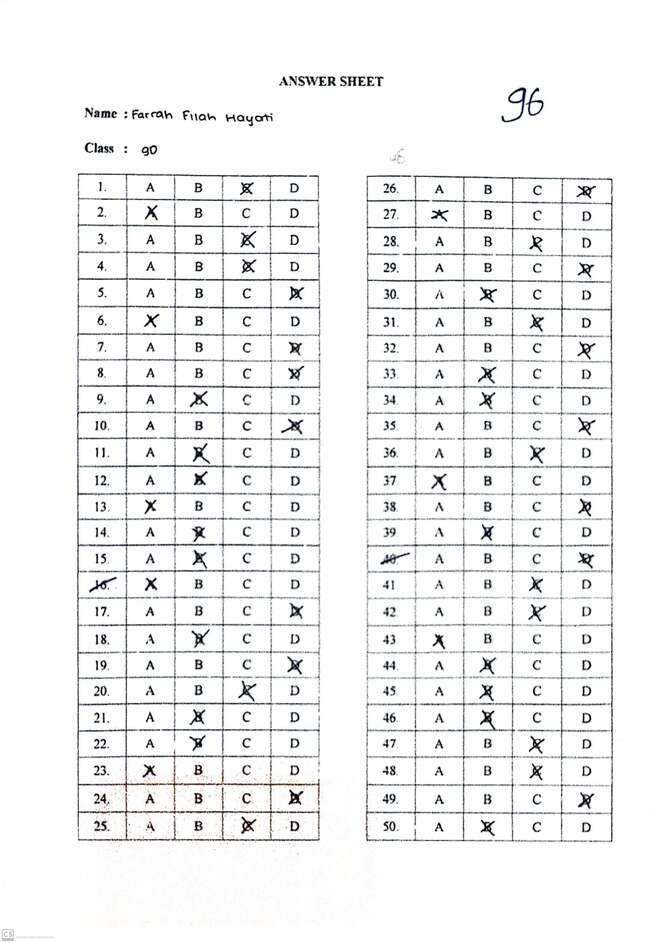 ANSWER SHEET
96
Name : Farrah Filah Hayati
Class : 9D
1. A B C D
2. A B C D
3. A B C D
4. A B C D
5. A B C D
6. A B C D
7. A B C D
8. A B C D
9. A B C D
10. A B C D
11. A B C D
12. A B C D
13. A B C D
14. A B C D
15. A B C D
16. A B C D
17. A B C D
18. A B C D
19. A B C D
20. A B C D
21. A B C D
22. A B C D
23. A B C D
24. A B C D
25. A B C D
26. A B C D
27. A B C D
28. A B C D
29. A B C D
30. A B C D
31. A B C D
32. A B C D
33. A B C D
34. A B C D
35 A B C D
36. A B C D
37 A B C D
38 A B C D
39 A B C D
40 A B C D
41 A B C D
42 A B C D
43 A B C D
44. A B C D
45 A B C D
46. A B C D
47 A B C D
48. A B C D
49. A B C D
50. A B C D
CS